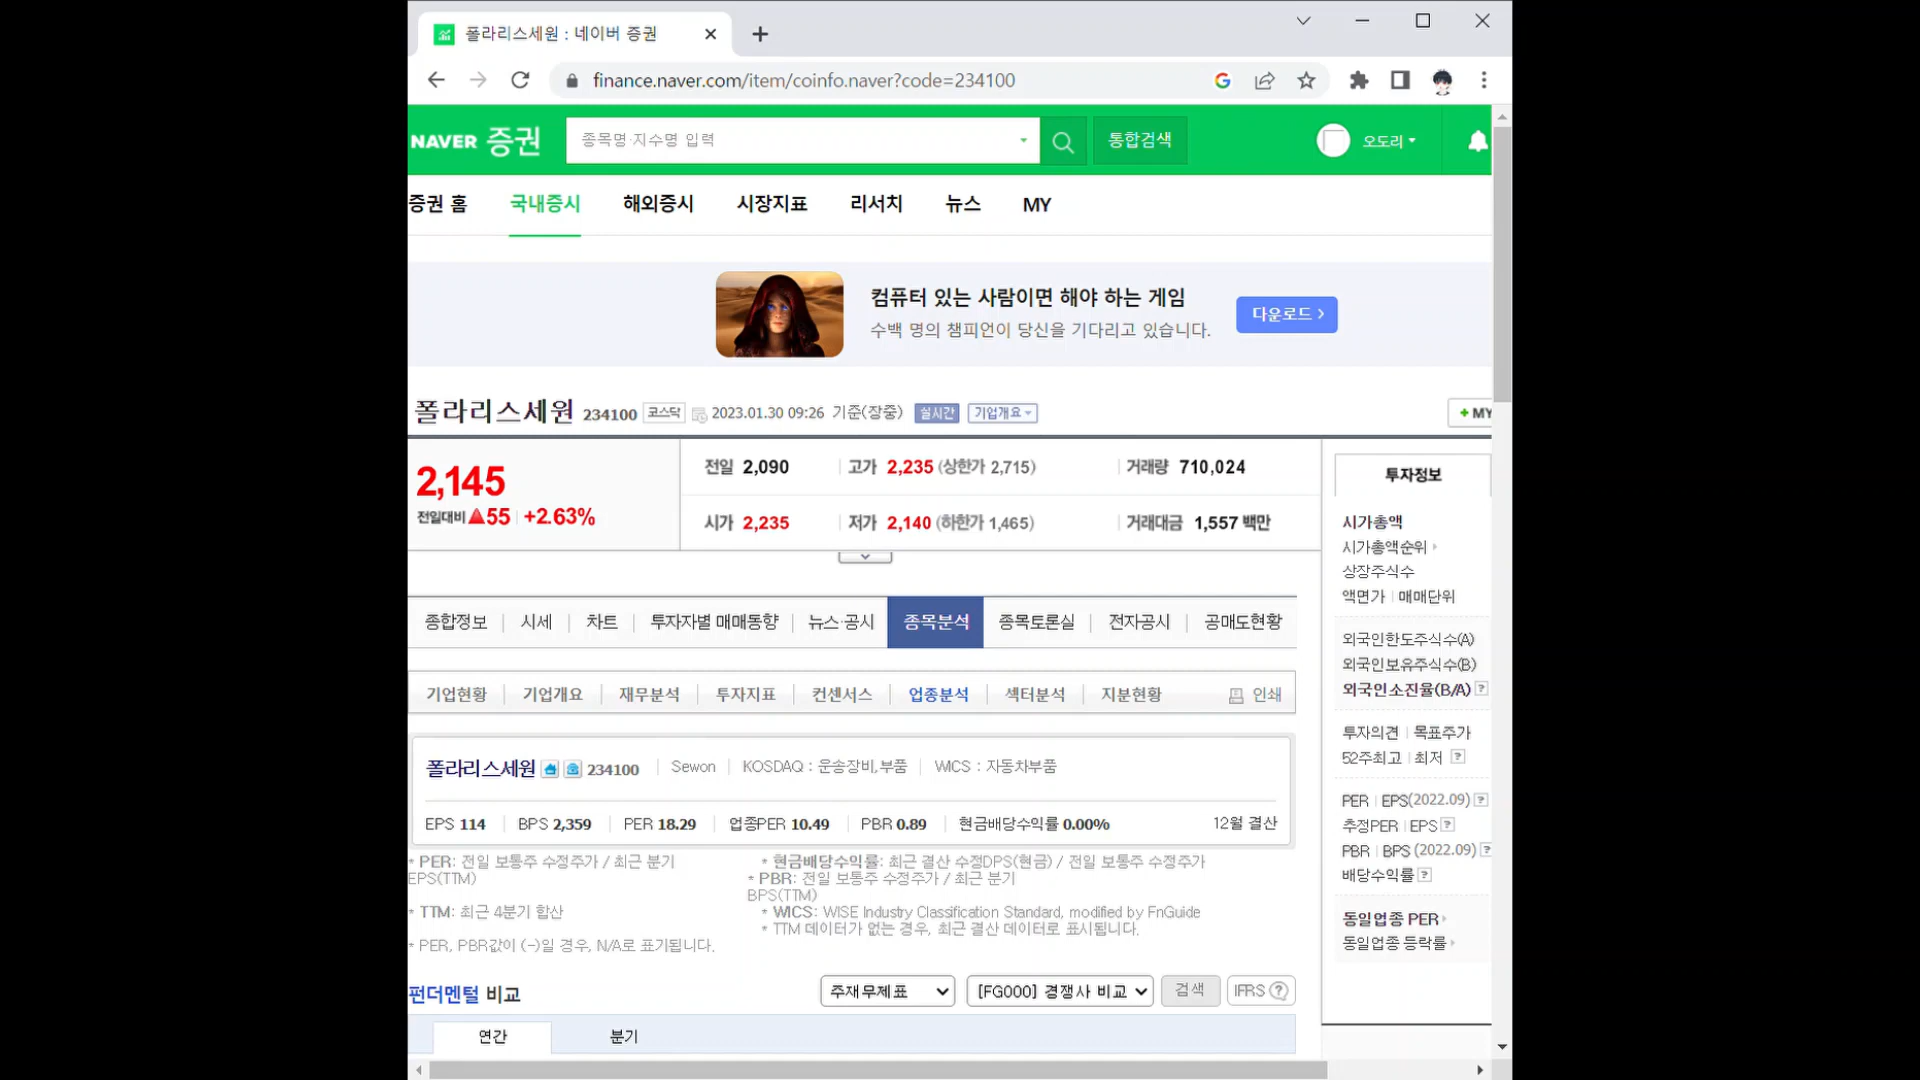 폴라리스세원 : 네이버 증권
finance.naver.com/item/coinfo.naver?code=234100
NAVER 증권
종목명·지수명 입력
통합검색
오도리
증권 홈 국내증시 해외증시 시장지표 리서치 뉴스 MY
컴퓨터 있는 사람이면 해야 하는 게임
수백 명의 챔피언이 당신을 기다리고 있습니다.
다운로드 >
폴라리스세원 234100 코스닥 2023.01.30 09:26 기준(장중) 실시간 기업개요
+ MY
2,145
전일대비 ▲55 +2.63%
전일 2,090 고가 2,235 (상한가 2,715) 거래량 710,024
시가 2,235 저가 2,140 (하한가 1,465) 거래대금 1,557 백만
종합정보 시세 차트 투자자별 매매동향 뉴스·공시 종목분석 종목토론실 전자공시 공매도현황
기업현황 기업개요 재무분석 투자지표 컨센서스 업종분석 섹터분석 지분현황 인쇄
폴라리스세원 234100 Sewon KOSDAQ : 운송장비,부품 WICS : 자동차부품
EPS 114 BPS 2,359 PER 18.29 업종PER 10.49 PBR 0.89 현금배당수익률 0.00% 12월 결산
* PER: 전일 보통주 수정주가 / 최근 분기
EPS(TTM)
* TTM: 최근 4분기 합산
* PER, PBR값이 (-)일 경우, N/A로 표기됩니다.
* 현금배당수익률: 최근 결산 수정DPS(현금) / 전일 보통주 수정주가
* PBR: 전일 보통주 수정주가 / 최근 분기
BPS(TTM)
* WICS: WISE Industry Classification Standard, modified by FnGuide
* TTM 데이터가 없는 경우, 최근 결산 데이터로 표시됩니다.
펀더멘털 비교 주재무제표 [FG000] 경쟁사 비교 검색 IFRS ?
연간 분기
투자정보
시가총액
시가총액순위
상장주식수
액면가 매매단위
외국인한도주식수(A)
외국인보유주식수(B)
외국인소진율(B/A) ?
투자의견 목표주가
52주최고 최저 ?
PER EPS(2022.09) ?
추정PER EPS ?
PBR BPS (2022.09) ?
배당수익률 ?
동일업종 PER
동일업종 등락률